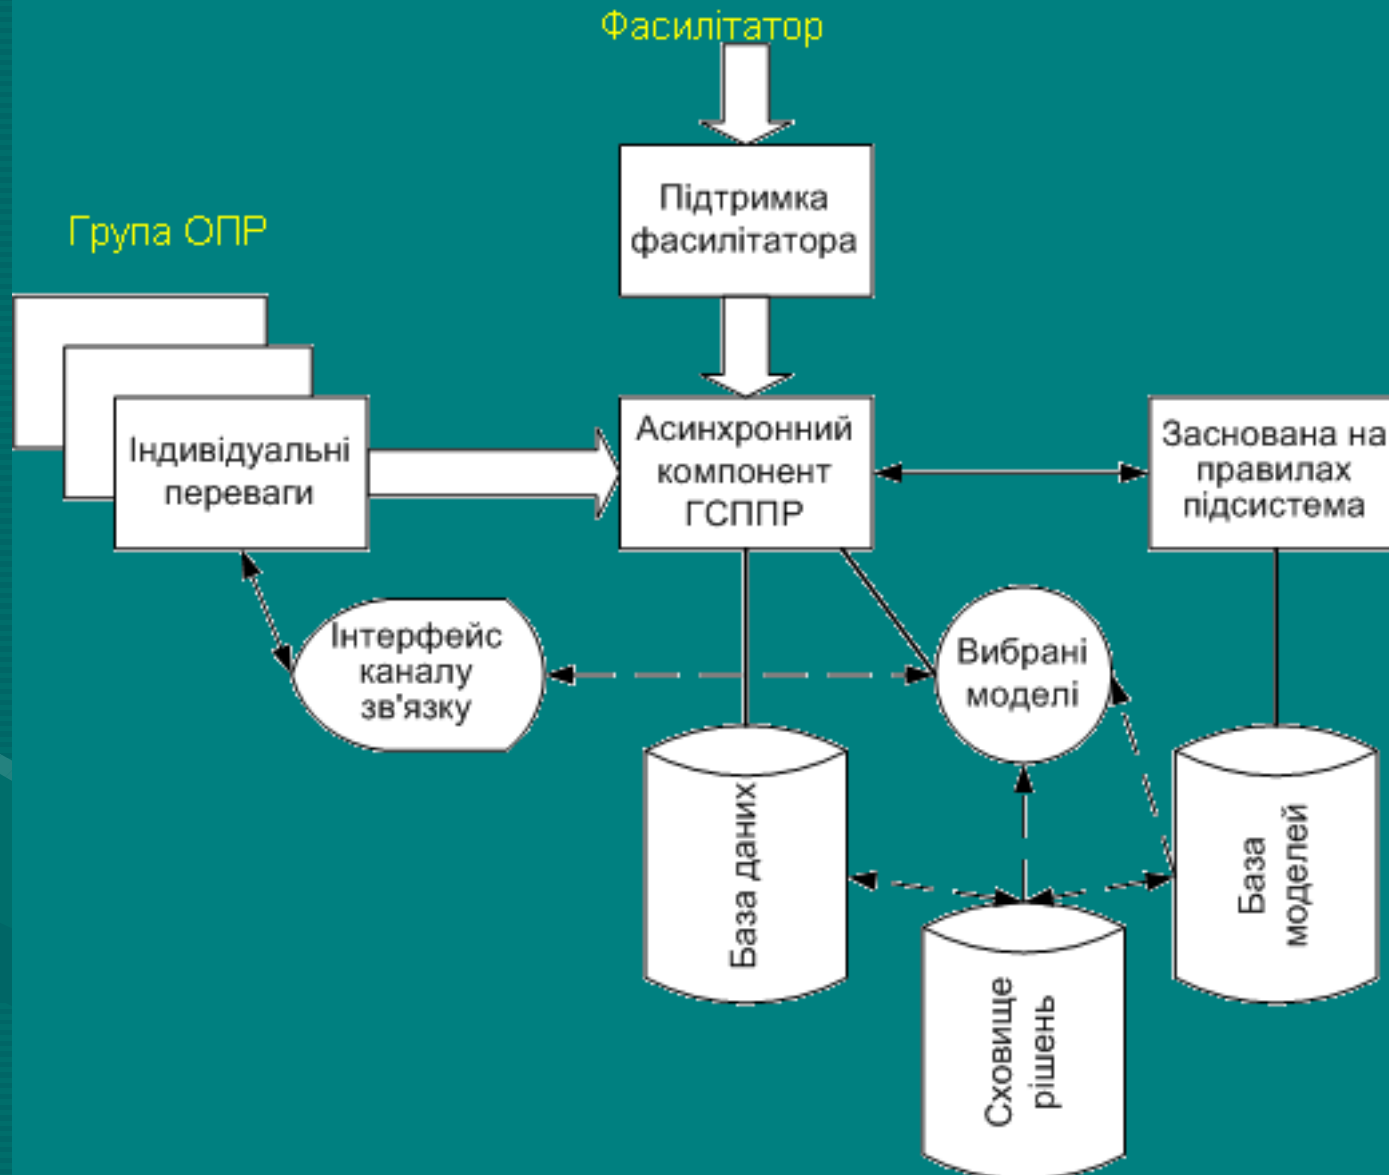 Фасилітатор
Підтримка
фасилітатора
Група ОПР
Індивідуальні
переваги
Асинхронний
компонент
ГСППР
Заснована на
правилах
підсистема
Інтерфейс
каналу
зв'язку
Вибрані
моделі
База даних
База
моделей
Сховище
рішень